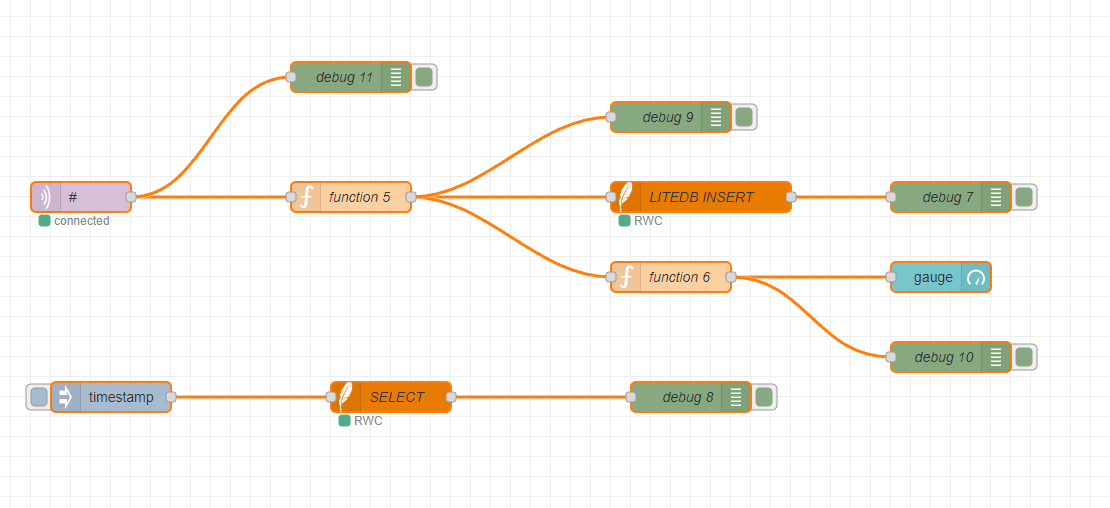 debug 11
debug 9
#
function 5
LITEDB INSERT
debug 7
connected
RWC
function 6
gauge
debug 10
timestamp
SELECT
debug 8
RWC